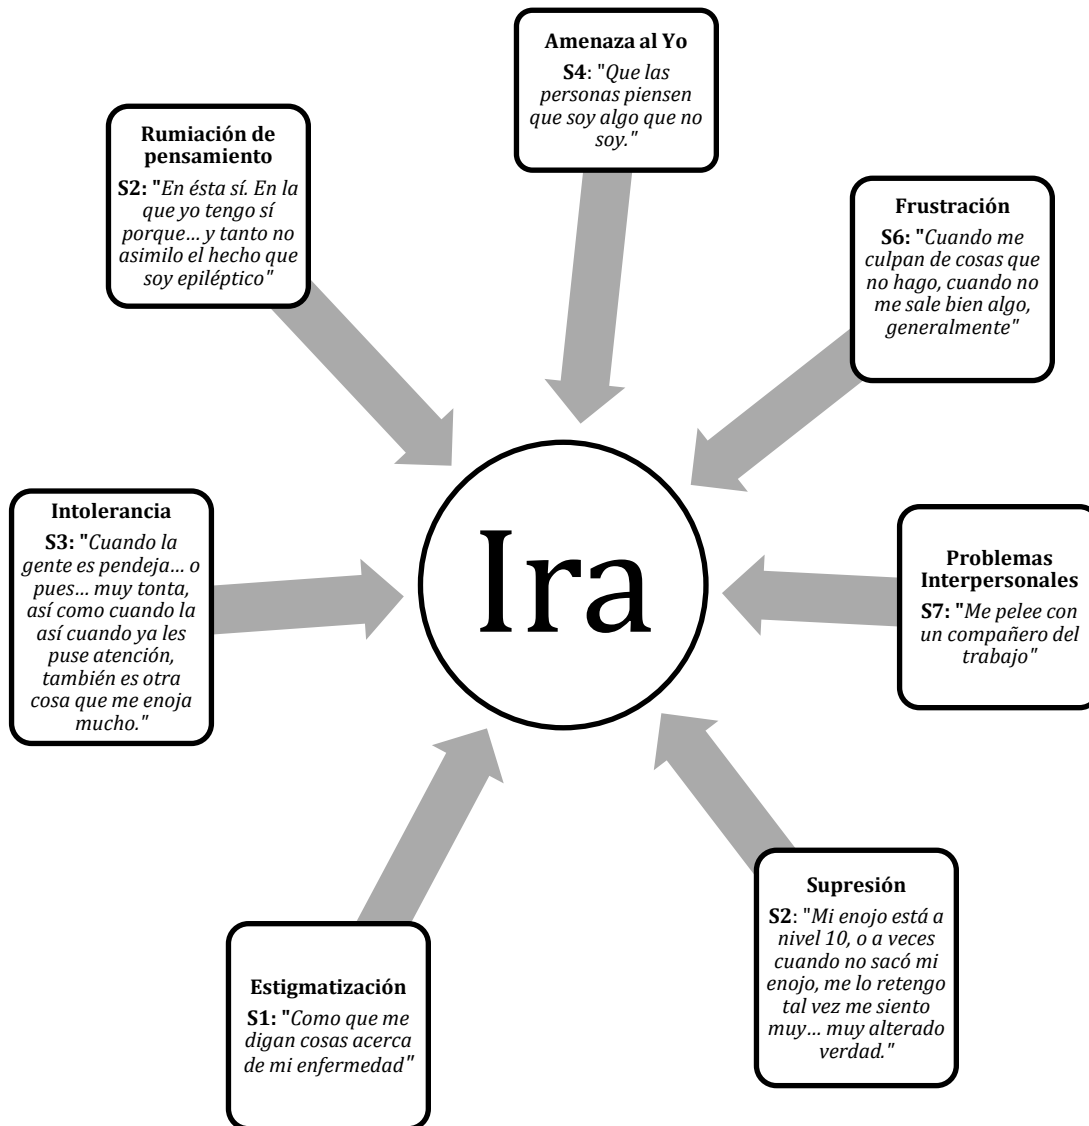 Amenaza al Yo
S4: "Que las
personas piensen
que soy algo que no
soy."
Rumiación de
pensamiento
S2: "En ésta sí. En la
que yo tengo sí
porque... y tanto no
asimilo el hecho que
soy epiléptico"
Frustración
S6: "Cuando me
culpan de cosas que
no hago, cuando no
me sale bien algo,
generalmente"
Intolerancia
S3: "Cuando la
gente es pendeja... o
pues... muy tonta,
así como cuando la
así cuando ya les
puse atención,
también es otra
cosa que me enoja
mucho."
Ira
Problemas
Interpersonales
S7: "Me pelee con
un compañero del
trabajo"
Supresión
S2: "Mi enojo está a
nivel 10, o a veces
cuando no sacó mi
enojo, me lo retengo
tal vez me siento
muy... muy alterado
verdad."
Estigmatización
S1: "Como que me
digan cosas acerca
de mi enfermedad"